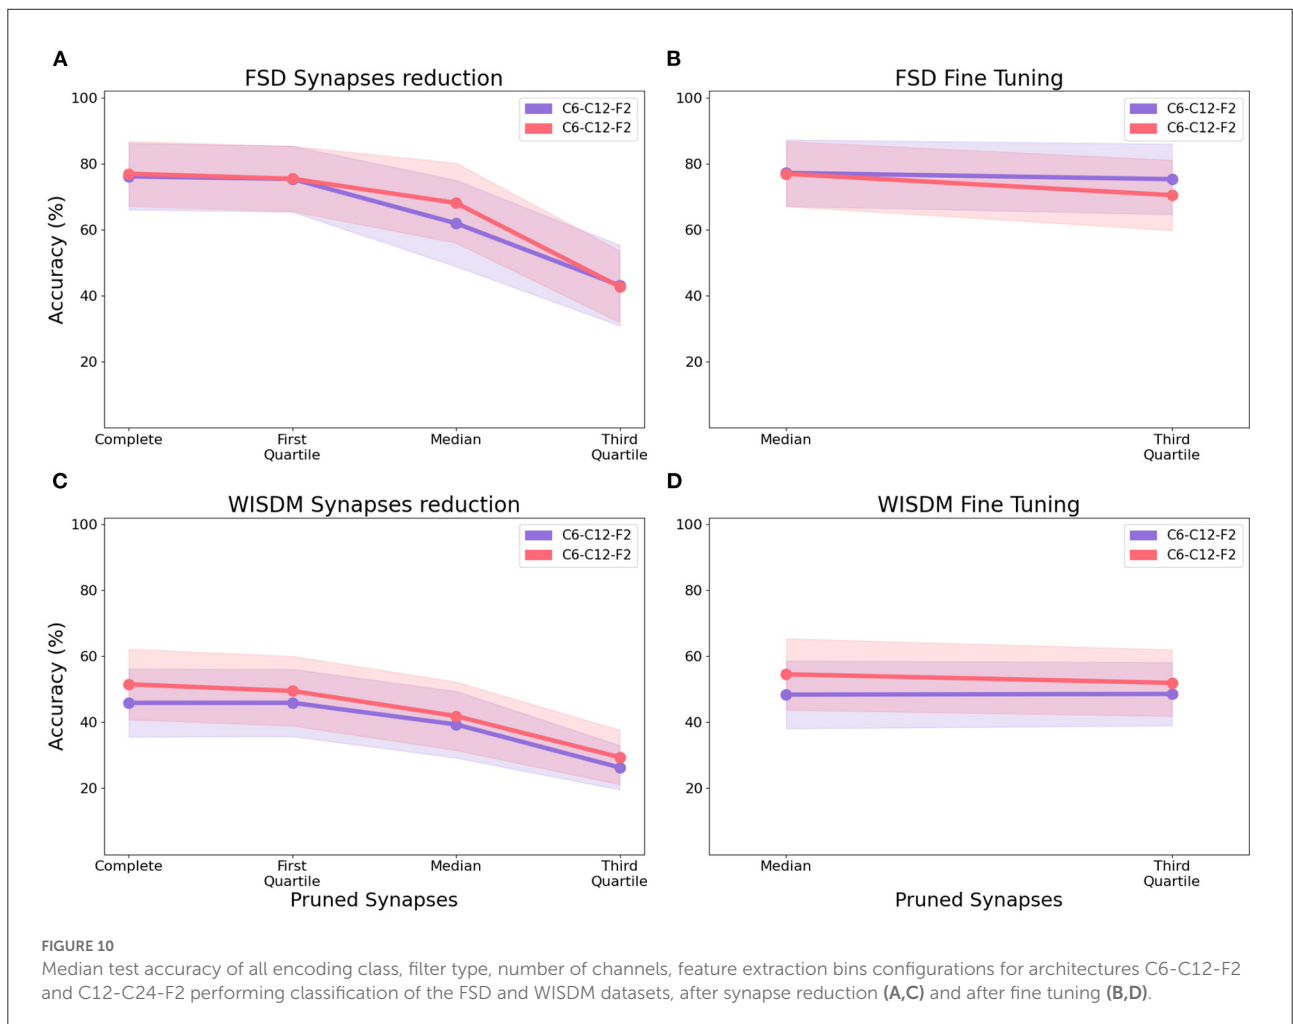 A
FSD Synapses reduction
100
80
60
40
20
Accuracy (%)
C6-C12-F2
C6-C12-F2
Complete
First
Quartile
Median
Third
Quartile
B
FSD Fine Tuning
100
80
60
40
20
C6-C12-F2
C6-C12-F2
Median
Third
Quartile
C
WISDM Synapses reduction
100
80
60
40
20
Accuracy (%)
C6-C12-F2
C6-C12-F2
Complete
First
Quartile
Median
Third
Quartile
Pruned Synapses
D
WISDM Fine Tuning
100
80
60
40
20
C6-C12-F2
C6-C12-F2
Median
Third
Quartile
Pruned Synapses
FIGURE 10
Median test accuracy of all encoding class, filter type, number of channels, feature extraction bins configurations for architectures C6-C12-F2
and C12-C24-F2 performing classification of the FSD and WISDM datasets, after synapse reduction (A,C) and after fine tuning (B,D).